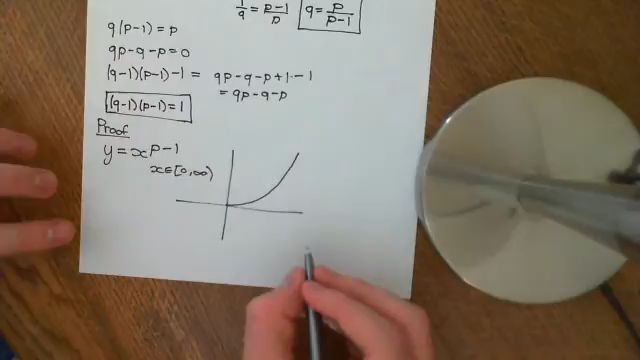 1/q = p-1/p    q = p/p-1
q(p-1) = p
qp-q-p=0
(q-1)(p-1)-1 = qp-q-p+1-1
= qp-q-p
(q-1)(p-1)=1
Proof
y = x^{p-1}
x∈[0,∞)